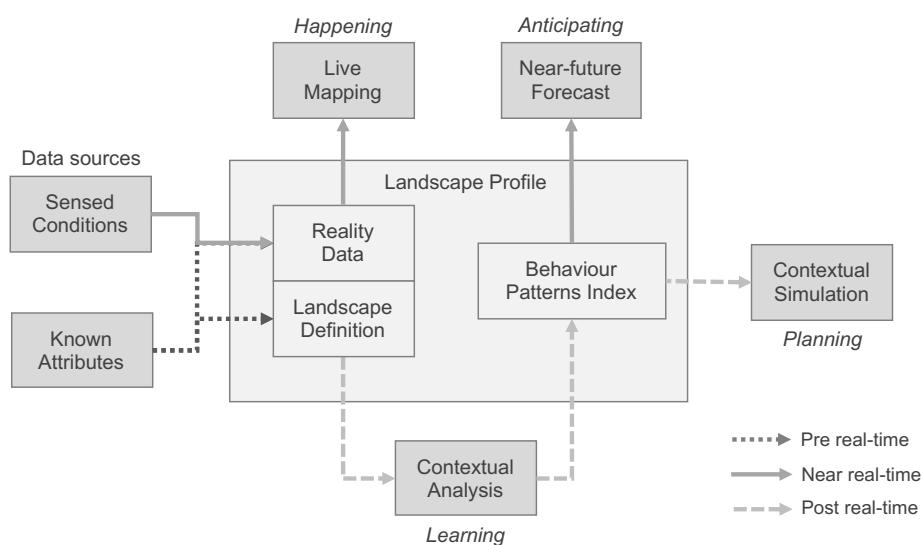 Happening
Anticipating
Live
Mapping
Near-future
Forecast
Data sources
Landscape Profile
Sensed
Conditions
Reality
Data
Behaviour
Patterns Index
Contextual
Simulation
Landscape
Definition
Known
Attributes
Planning
Contextual
Analysis
Learning
Pre real-time
Near real-time
Post real-time